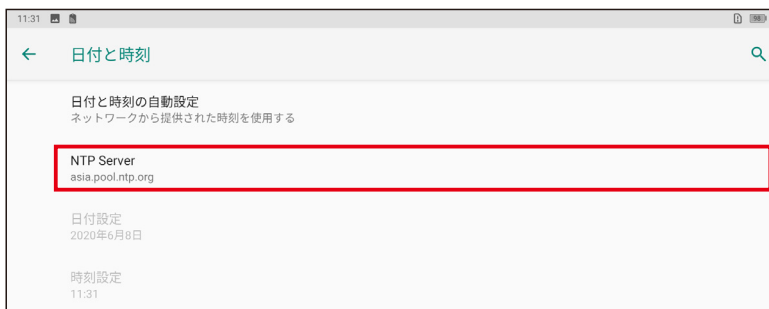 11:31
98
日付と時刻
日付と時刻の自動設定
ネットワークから提供された時刻を使用する
NTP Server
asia.pool.ntp.org
日付設定
2020年6月8日
時刻設定
11:31